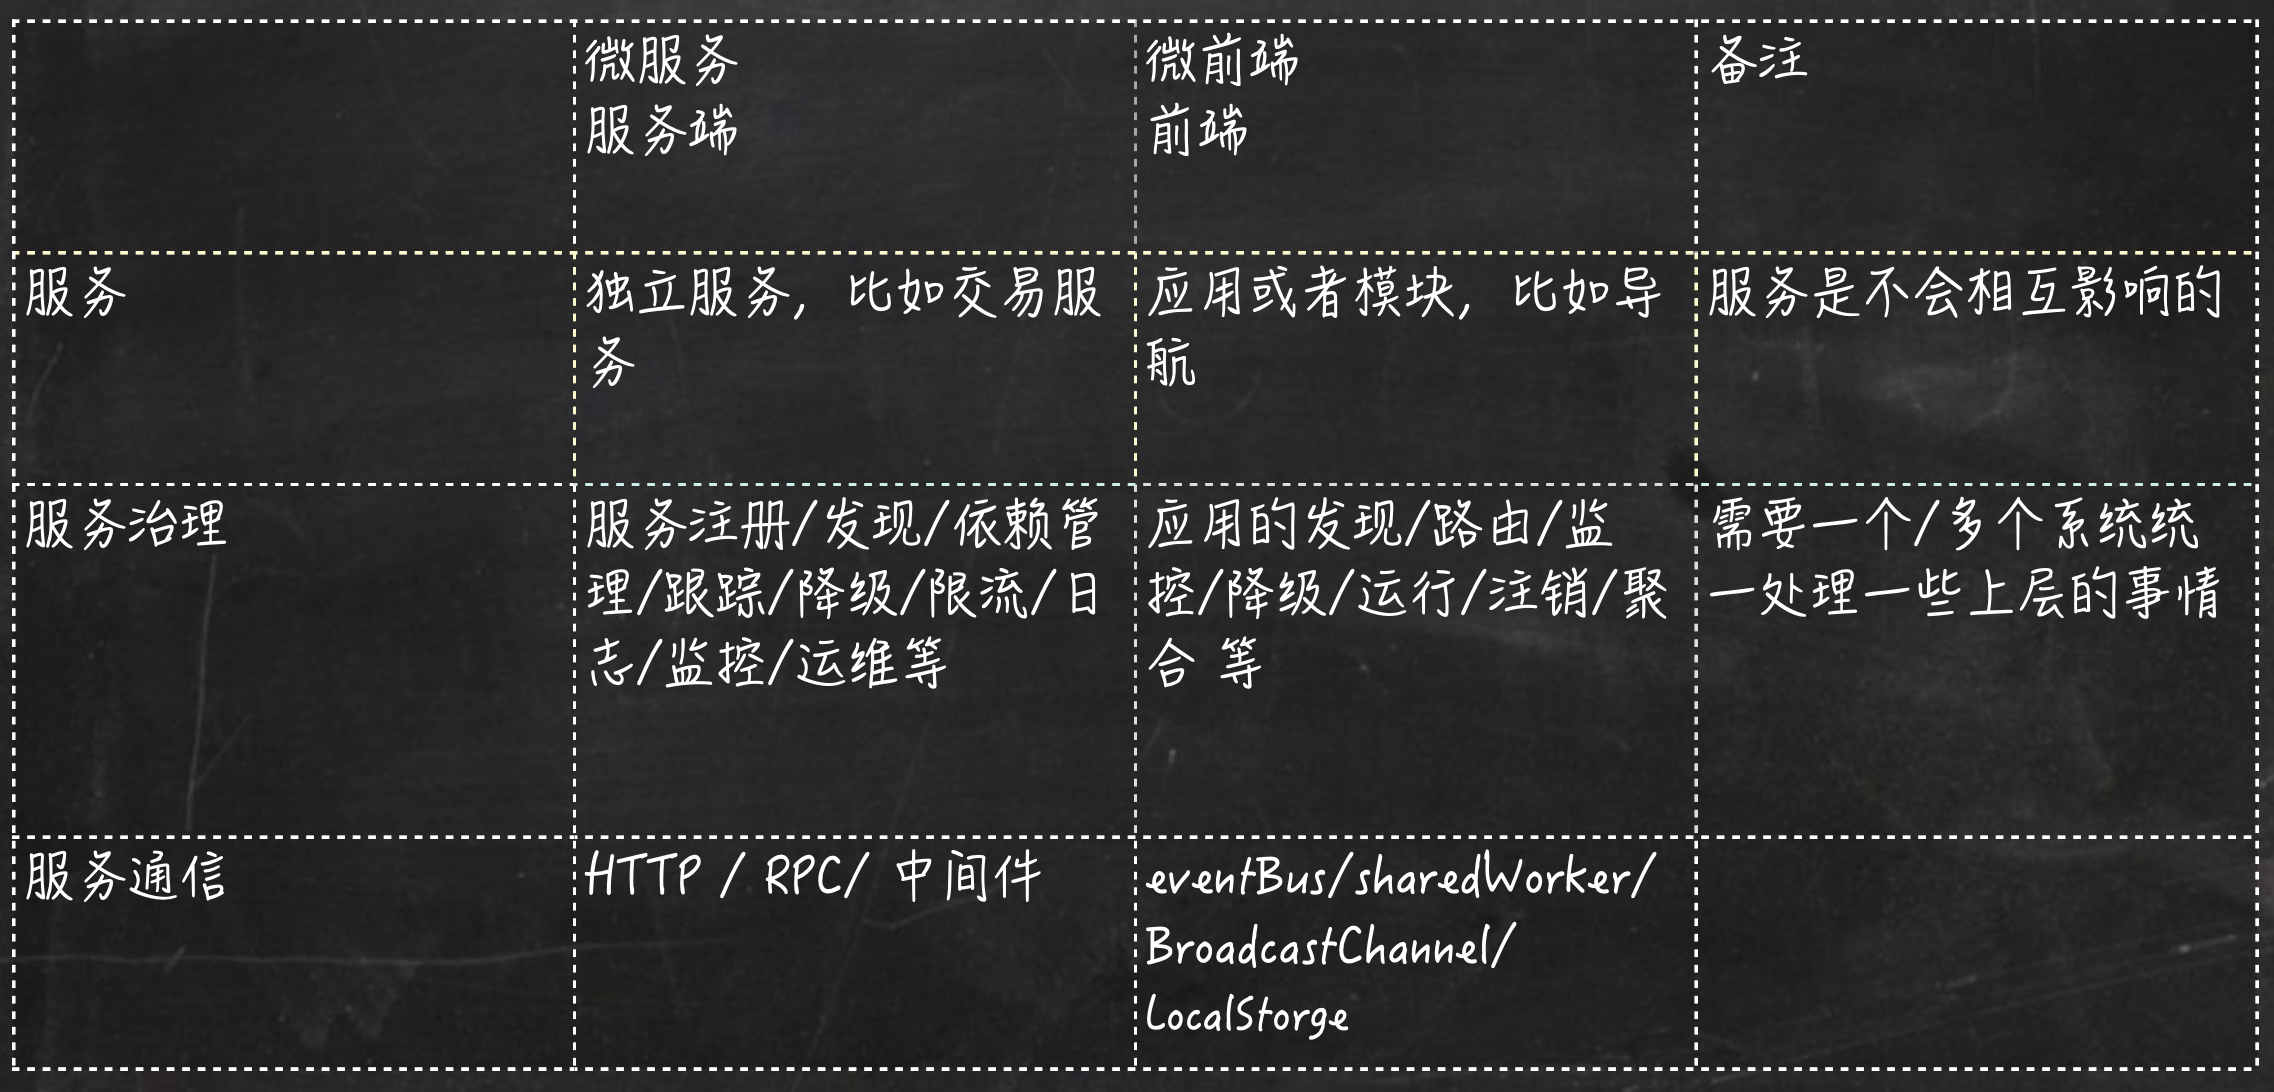 微服务
服务端
微前端
前端
备注
服务
独立服务，比如交易服
务
应用或者模块，比如导
航
服务是不会相互影响的
服务治理
服务注册/发现/依赖管
理/跟踪/降级/限流/日
志/监控/运维等
应用的发现/路由/监
控/降级/运行/注销/聚
合 等
需要一个/多个系统统
一处理一些上层的事情
服务通信
HTTP / RPC/ 中间件
eventBus/sharedWorker/
BroadcastChannel/
LocalStorge